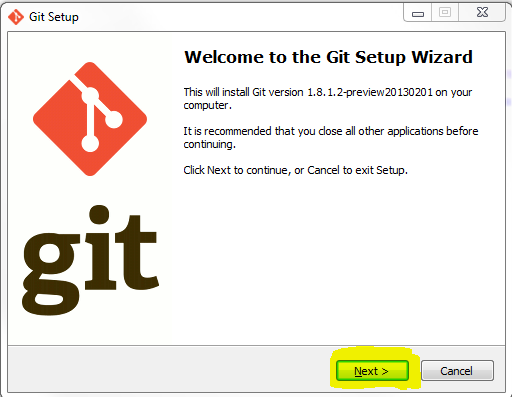 Git Setup
Welcome to the Git Setup Wizard
This will install Git version 1.8.1.2-preview20130201 on your
computer.
It is recommended that you close all other applications before
continuing.
Click Next to continue, or Cancel to exit Setup.
git
Next >
Cancel